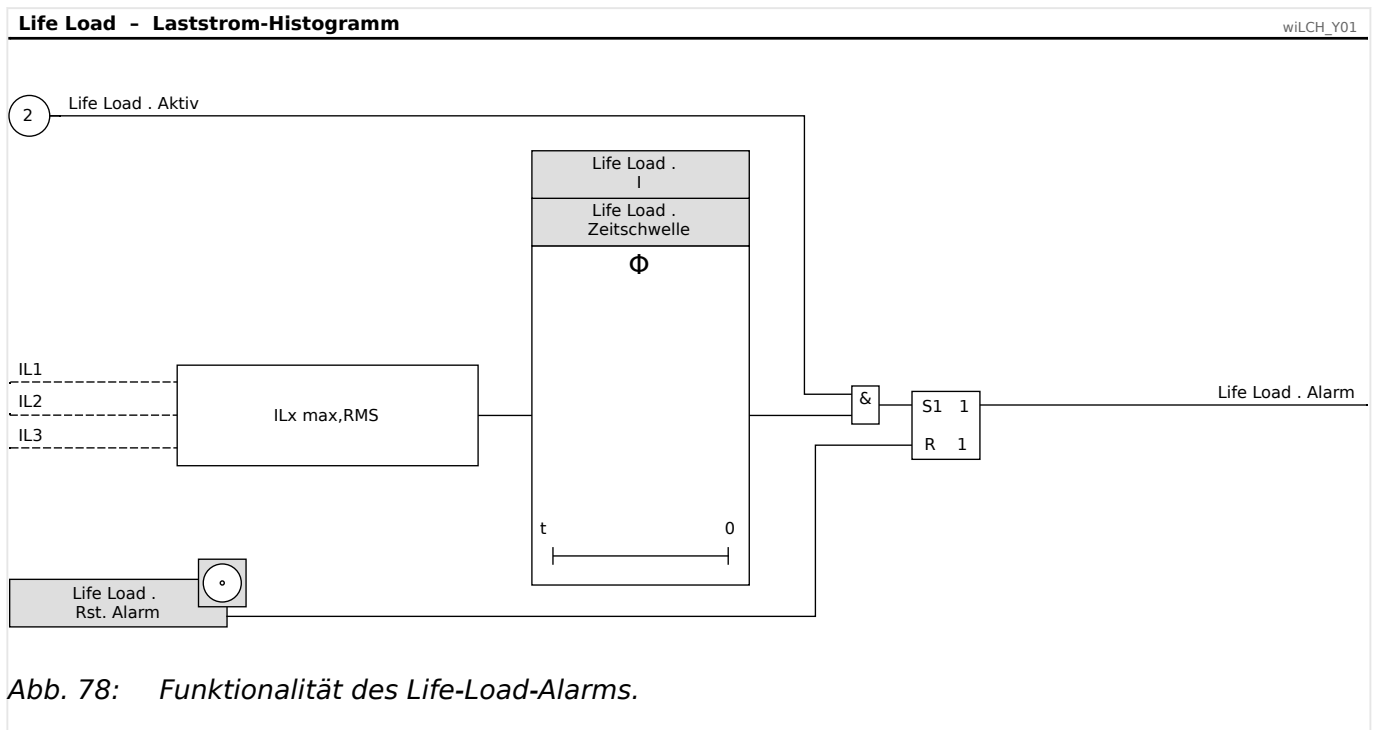 Life Load – Laststrom-Histogramm
wiLCH_Y01
2
Life Load . Aktiv
Life Load .
I
Life Load .
Zeitschwelle
Φ
IL1
IL2
IL3
ILx max,RMS
&
S1 1
R 1
Life Load . Alarm
t 0
Life Load .
Rst. Alarm
Abb. 78: Funktionalität des Life-Load-Alarms.